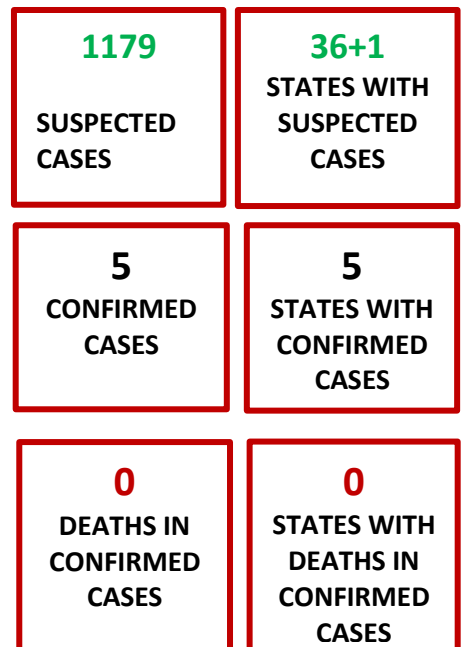 1179
SUSPECTED
CASES
36+1
STATES WITH
SUSPECTED
CASES
5
CONFIRMED
CASES
5
STATES WITH
CONFIRMED
CASES
0
DEATHS IN
CONFIRMED
CASES
0
STATES WITH
DEATHS IN
CONFIRMED
CASES